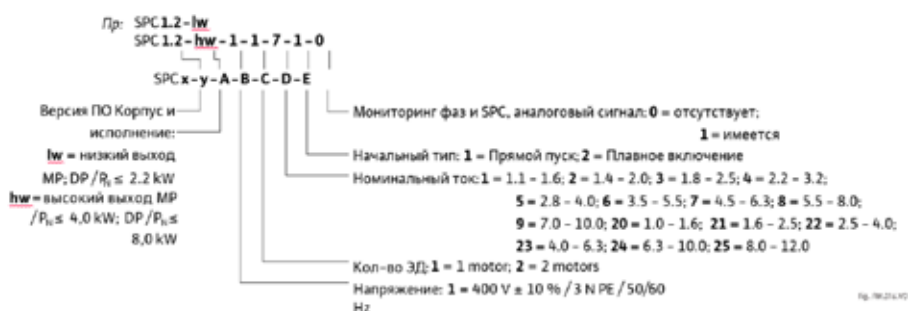 Пр: SPC 1.2 – lw
SPC 1.2 – hw – 1 – 1 – 7 – 1 – 0
SPC x – y – A – B – C – D – E
Версия ПО Корпус и
исполнение:
lw = низкий выход
MP; DP / Pₙ ≤ 2.2 kW
hw = высокий выход MP
/Pₙ ≤ 4,0 kW; DP /Pₙ ≤
8,0 kW
Мониторинг фаз и SPC, аналоговый сигнал: 0 = отсутствует;
1 = имеется
Начальный тип: 1 = Прямой пуск; 2 = Плавное включение
Номинальный ток: 1 = 1.1 – 1.6; 2 = 1.4 – 2.0; 3 = 1.8 – 2.5; 4 = 2.2 – 3.2;
5 = 2.8 – 4.0; 6 = 3.5 – 5.5; 7 = 4.5 – 6.3; 8 = 5.5 – 8.0;
9 = 7.0 – 10.0; 20 = 1.0 – 1.6; 21 = 1.6 – 2.5; 22 = 2.5 – 4.0;
23 = 4.0 – 6.3; 24 = 6.3 – 10.0; 25 = 8.0 – 12.0
Кол-во ЭД: 1 = 1 motor; 2 = 2 motors
Напряжение: 1 = 400 V ± 10 % / 3 N PE / 50/60
Hz